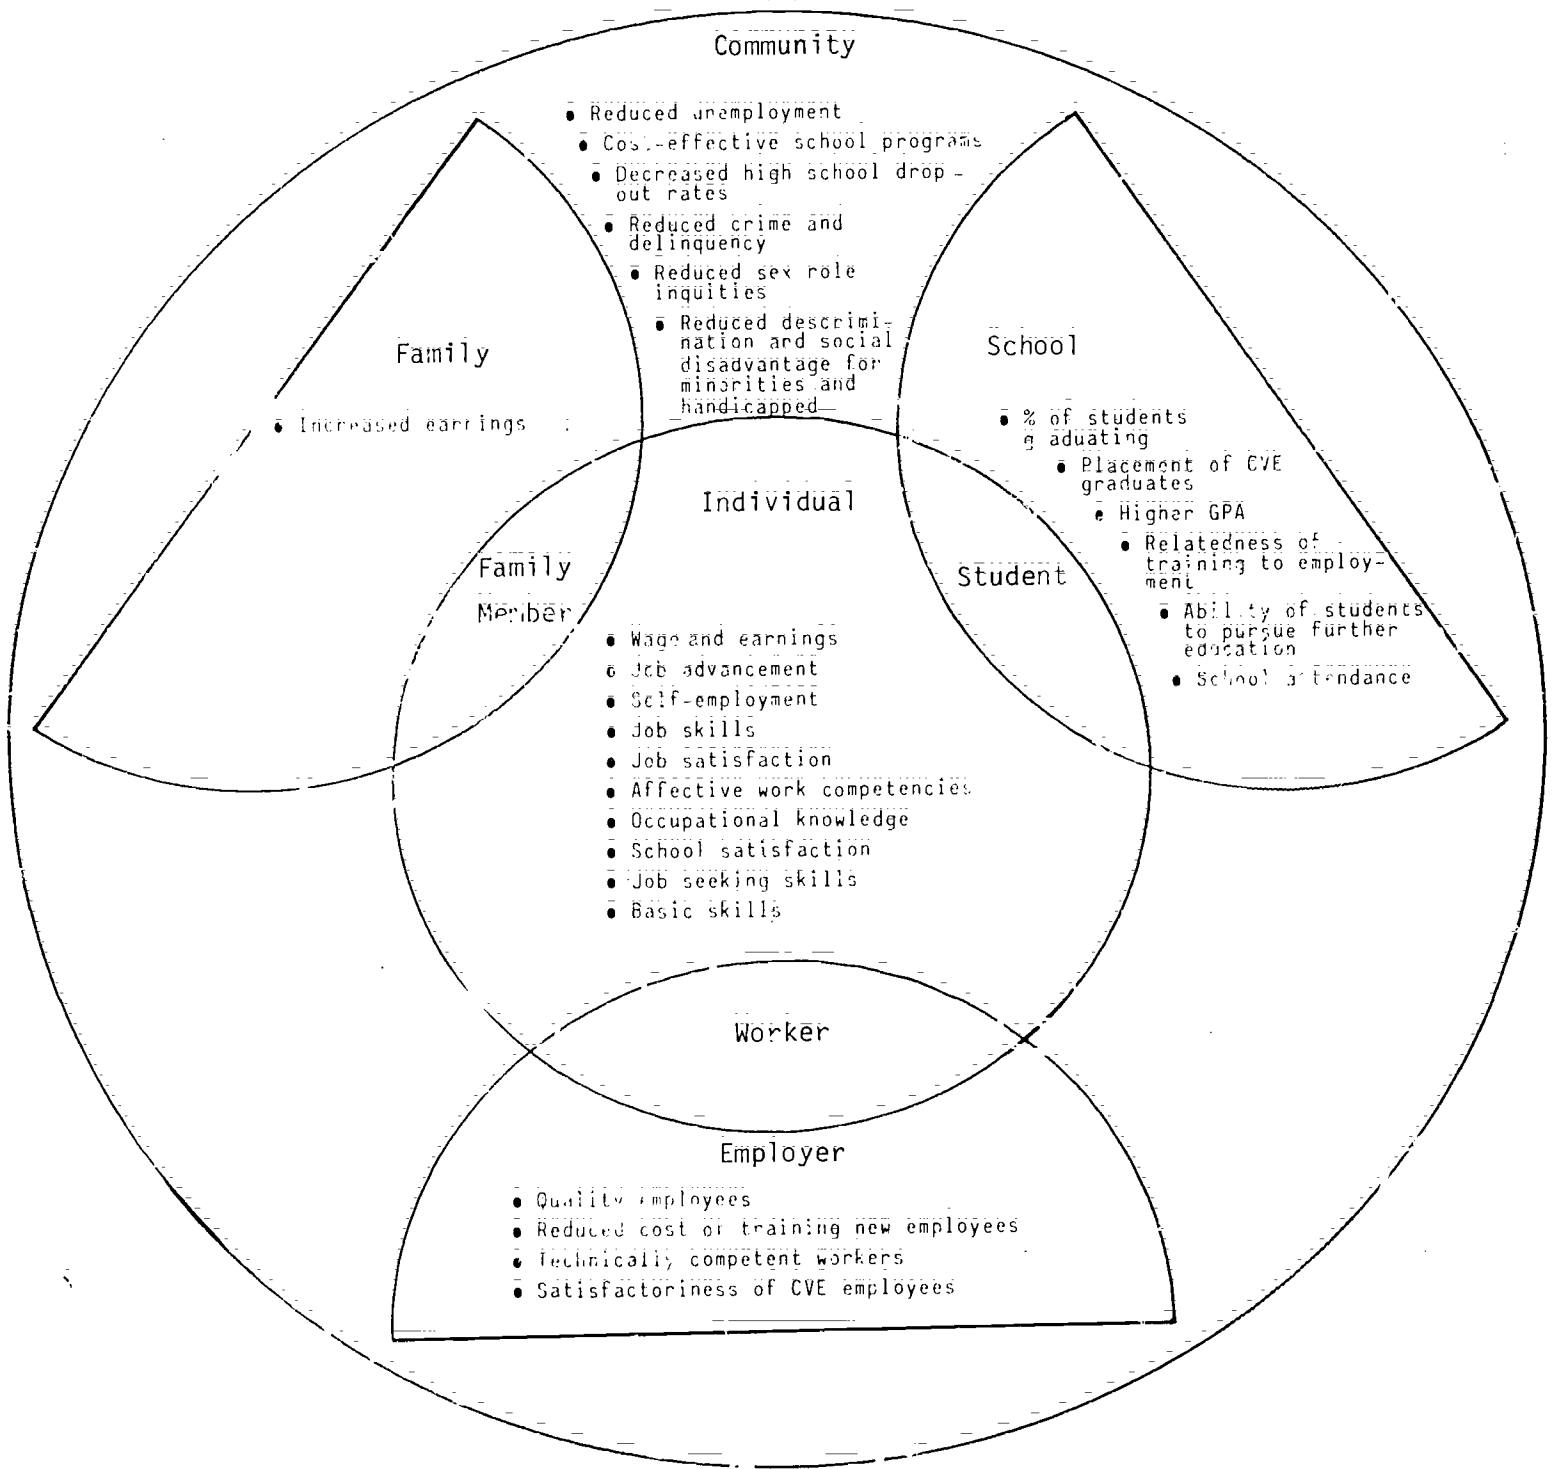 Community
• Reduced unemployment
• Cost-effective school programs
• Decreased high school drop-
out rates
• Reduced crime and
delinquency
• Reduced sex role
inquities
• Reduced descrimi-
nation and social
disadvantage for
minorities and
handicapped
Family
• Increased earnings
School
• % of students
graduating
• Placement of CVE
graduates
• Higher GPA
• Relatedness of
training to employ-
ment
• Ability of students
to pursue further
education
• School attendance
Individual
Family
Member
Student
• Wage and earnings
• Job advancement
• Self-employment
• Job skills
• Job satisfaction
• Affective work competencies
• Occupational knowledge
• School satisfaction
• Job seeking skills
• Basic skills
Worker
Employer
• Quality employees
• Reduced cost of training new employees
• Technically competent workers
• Satisfactoriness of CVE employees